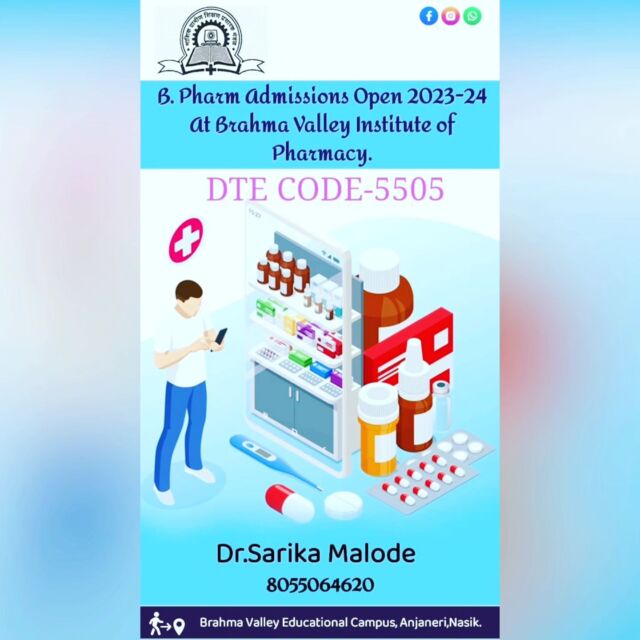 B. Pharm Admissions Open 2023-24
At Brahma Valley Institute of
Pharmacy.
DTE CODE-5505
Dr.Sarika Malode
8055064620
Brahma Valley Educational Campus, Anjaneri,Nasik.